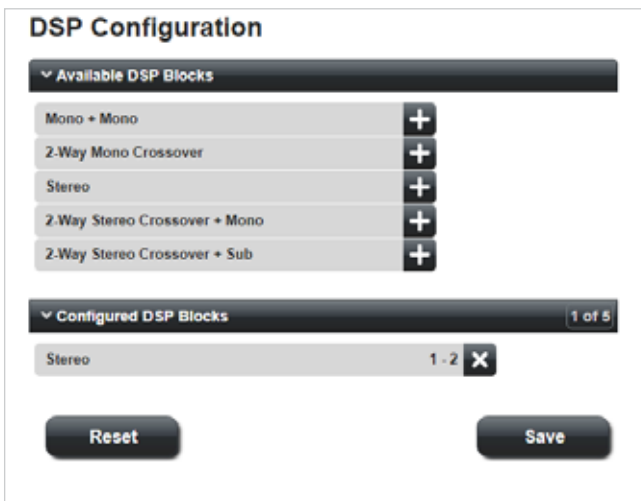 DSP Configuration
Available DSP Blocks
Mono + Mono
2-Way Mono Crossover
Stereo
2-Way Stereo Crossover + Mono
2-Way Stereo Crossover + Sub
Configured DSP Blocks 1 of 5
Stereo 1 - 2
Reset Save